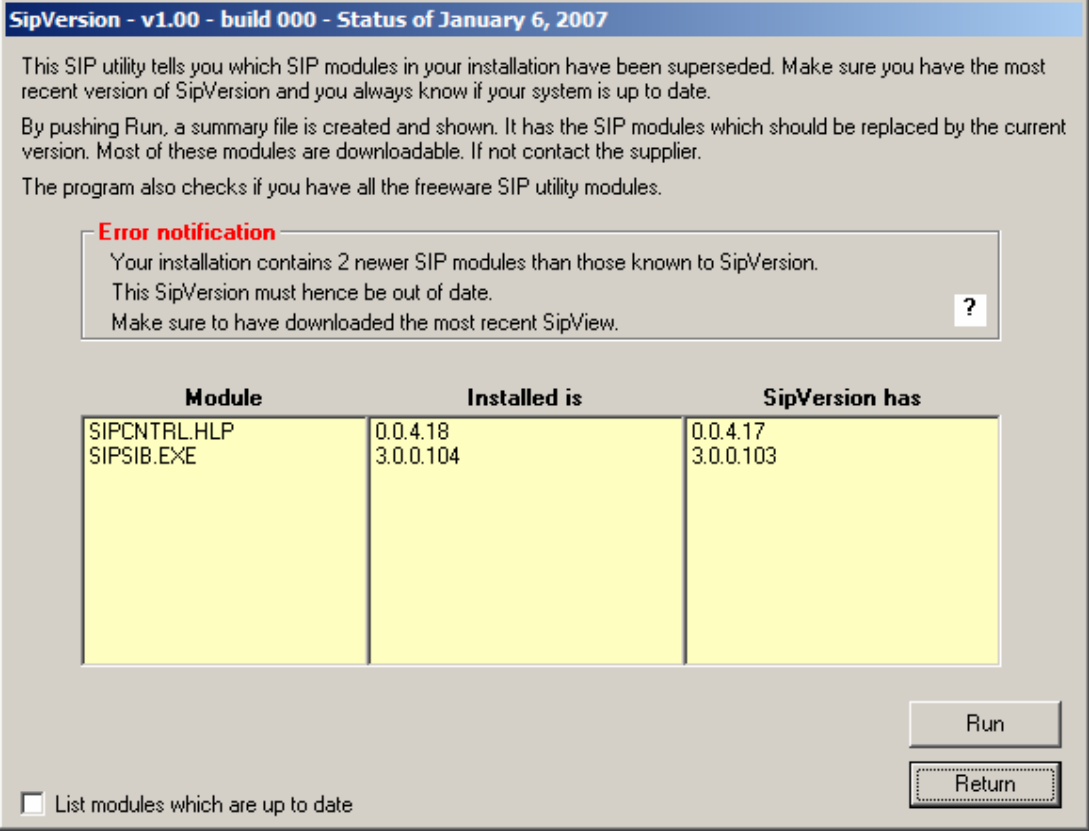 SipVersion - v1.00 - build 000 - Status of January 6, 2007
This SIP utility tells you which SIP modules in your installation have been superseded. Make sure you have the most
recent version of SipVersion and you always know if your system is up to date.
By pushing Run, a summary file is created and shown. It has the SIP modules which should be replaced by the current
version. Most of these modules are downloadable. If not contact the supplier.
The program also checks if you have all the freeware SIP utility modules.
Error notification
Your installation contains 2 newer SIP modules than those known to SipVersion.
This SipVersion must hence be out of date.
Make sure to have downloaded the most recent SipView.
?
Module Installed is SipVersion has
SIPCNTRL.HLP 0.0.4.18 0.0.4.17
SIPSIB.EXE 3.0.0.104 3.0.0.103
Run
Return
List modules which are up to date